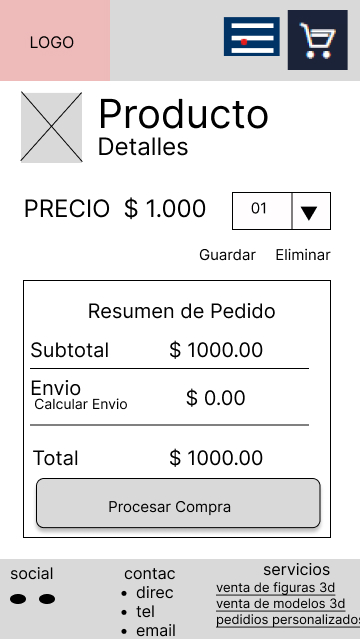 LOGO
Producto
Detalles
PRECIO $ 1.000
01
Guardar Eliminar
Resumen de Pedido
Subtotal $ 1000.00
Envio
Calcular Envio
$ 0.00
Total $ 1000.00
Procesar Compra
social
contac
• direc
• tel
• email
servicios
venta de figuras 3d
venta de modelos 3d
pedidios personalizado